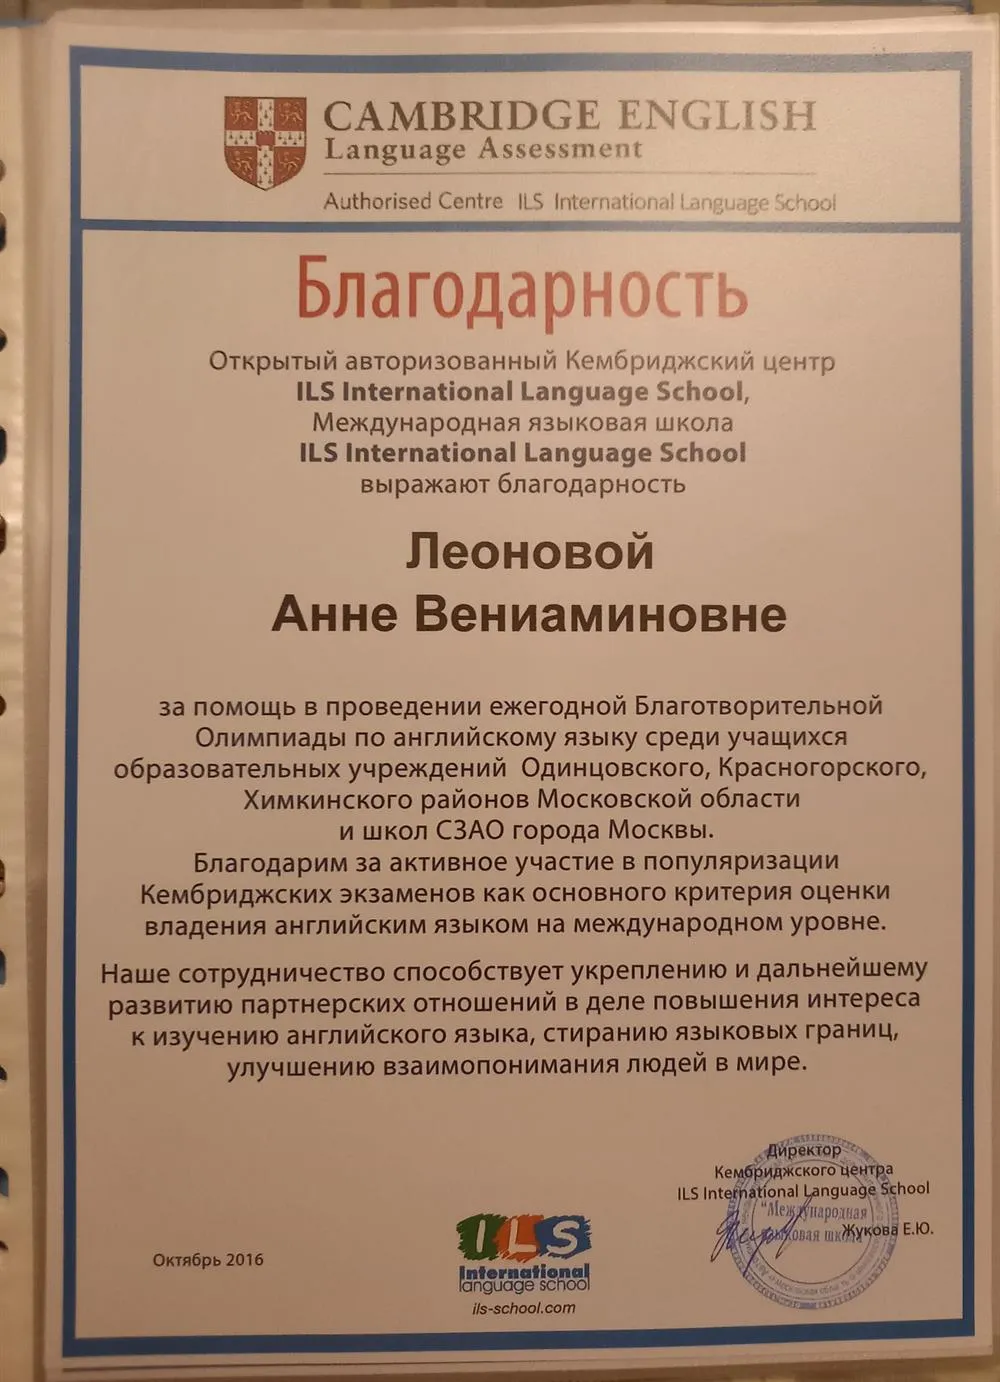 CAMBRIDGE ENGLISH
Language Assessment
Authorised Centre ILS International Language School
Благодарность
Открытый авторизованный Кембриджский центр
ILS International Language School,
Международная языковая школа
ILS International Language School
выражают благодарность
Леоновой
Анне Вениаминовне
за помощь в проведении ежегодной Благотворительной
Олимпиады по английскому языку среди учащихся
образовательных учреждений Одинцовского, Красногорского,
Химкинского районов Московской области
и школ СЗАО города Москвы.
Благодарим за активное участие в популяризации
Кембриджских экзаменов как основного критерия оценки
владения английским языком на международном уровне.
Наше сотрудничество способствует укреплению и дальнейшему
развитию партнерских отношений в деле повышения интереса
к изучению английского языка, стиранию языковых границ,
улучшению взаимопонимания людей в мире.
Директор
Кембриджского центра
ILS International Language School
"Международная
языковая школа
Жукова Е.Ю.
Октябрь 2016
ILS
International
language school
ils-school.com